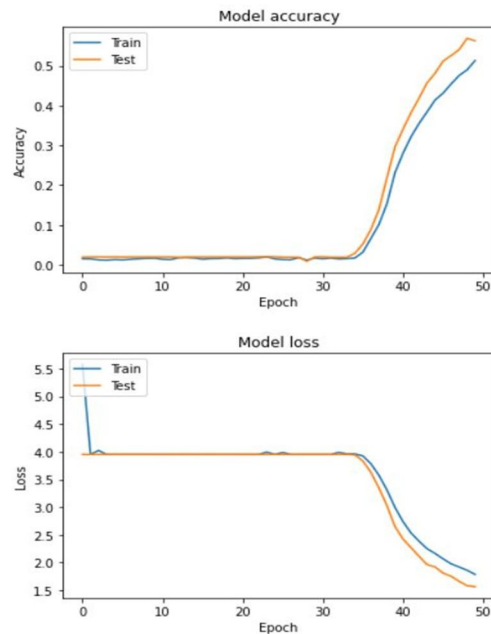 Model accuracy
Train
Test
Accuracy
0.5
0.4
0.3
0.2
0.1
0.0
0 10 20 30 40 50
Epoch
Model loss
Train
Test
Loss
5.5
5.0
4.5
4.0
3.5
3.0
2.5
2.0
1.5
0 10 20 30 40 50
Epoch